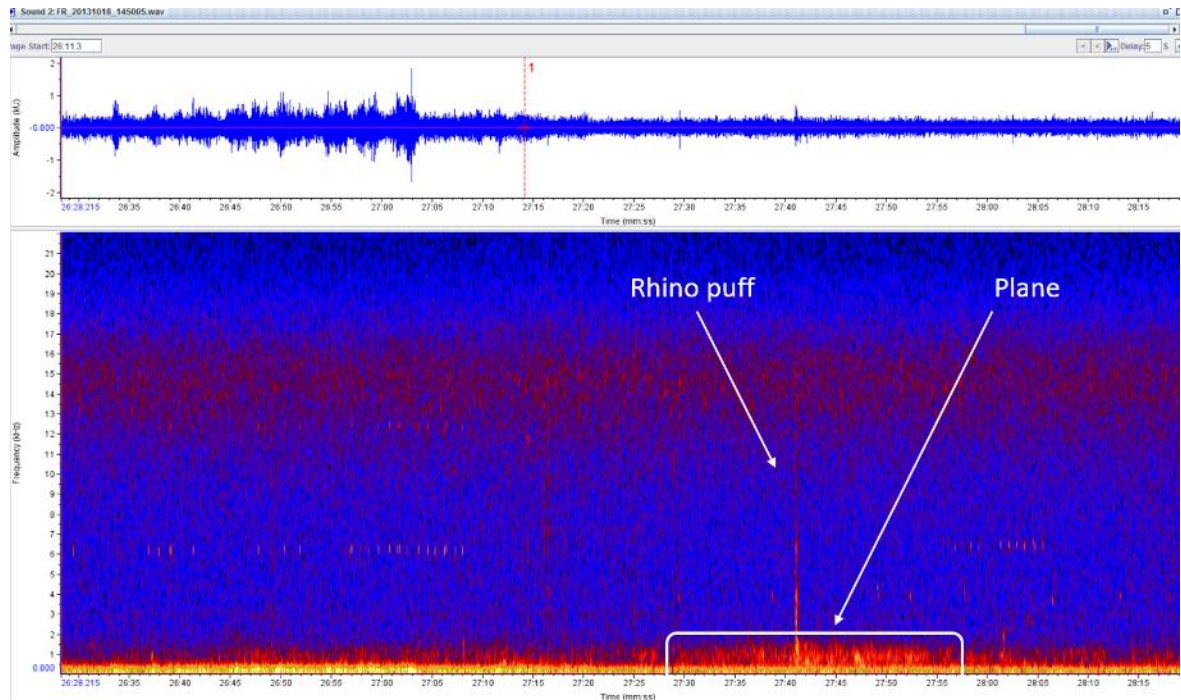 Sound 2: FR_20131018_145005.wav
age Start: 26:11.3
Delay: 5 S
2
1
-0.000
-1
-2
Amplitude (kU)
1
26:28.215 26:35 26:40 26:45 26:50 26:55 27:00 27:05 27:10 27:15 27:20 27:25 27:30 27:35 27:40 27:45 27:50 27:55 28:00 28:05 28:10 28:15
Time (mm:ss)
21
20
19
18
17
16
15
14
13
12
11
10
9
8
7
6
5
4
3
2
1
0.000
Frequency (kHz)
Rhino puff
Plane
26:28.215 26:35 26:40 26:45 26:50 26:55 27:00 27:05 27:10 27:15 27:20 27:25 27:30 27:35 27:40 27:45 27:50 27:55 28:00 28:05 28:10 28:15
Time (mm:ss)